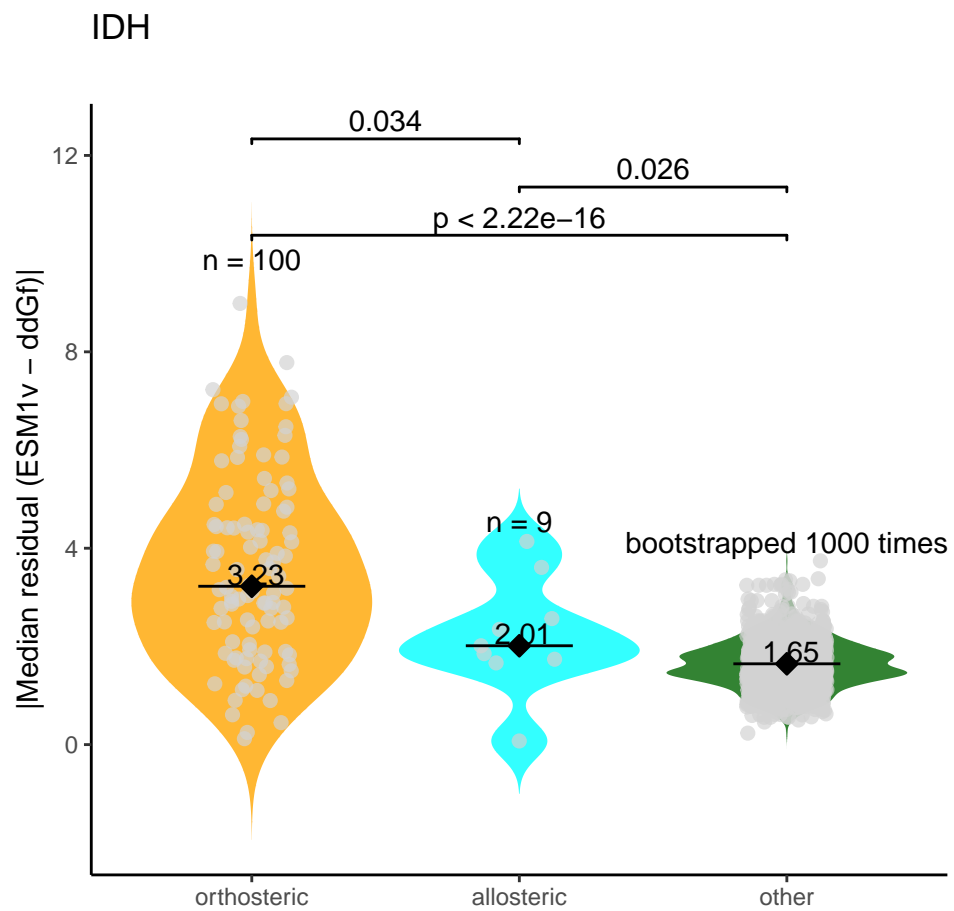 IDH
0.034
0.026
p < 2.22e−16
n = 100
n = 9
bootstrapped 1000 times
3.23
2.01
1.65
12
8
4
0
|Median residual (ESM1v − ddGf)|
orthosteric
allosteric
other